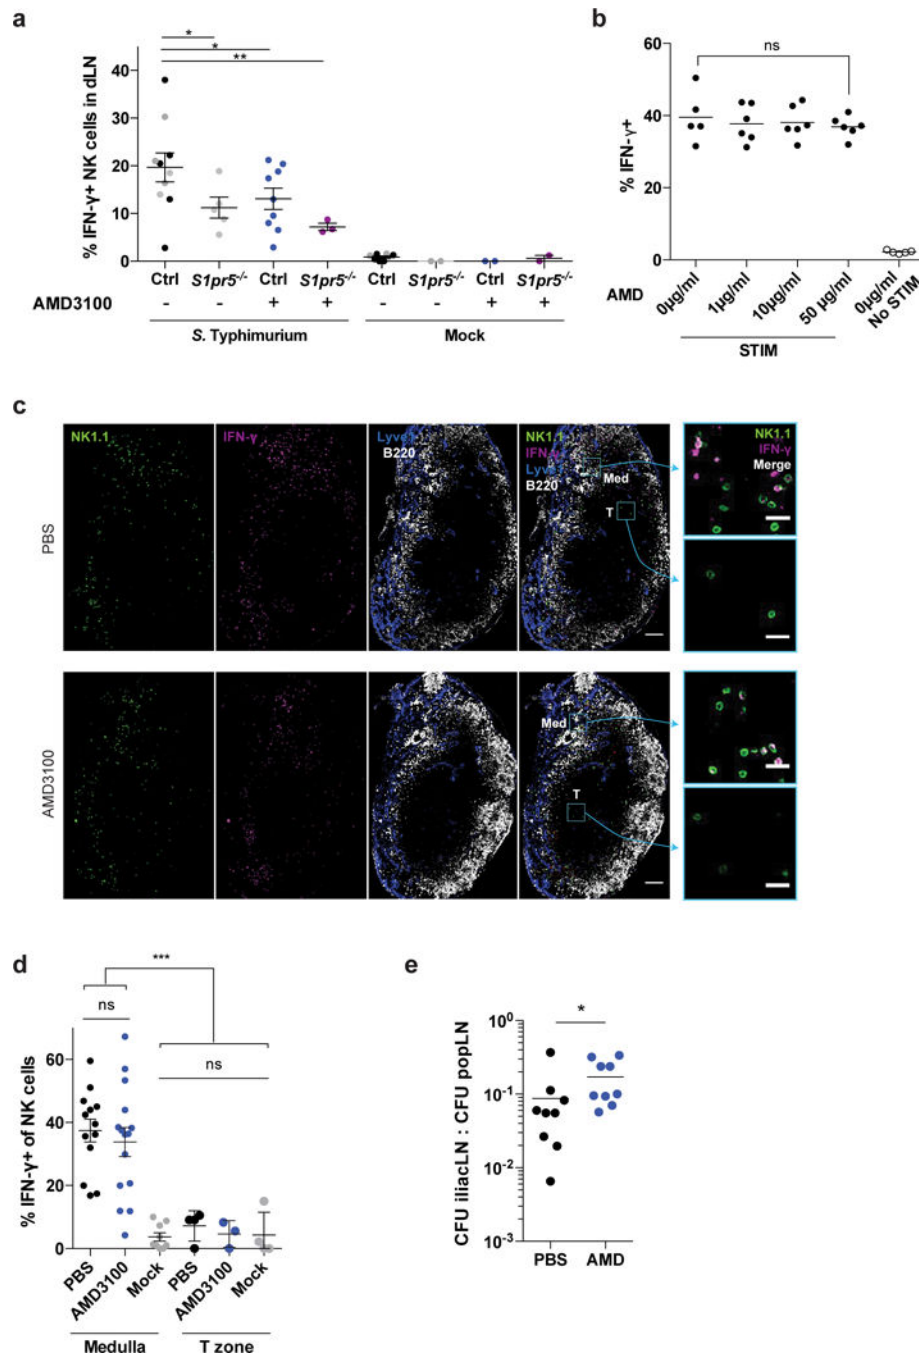 a
% IFN-γ+ NK cells in dLN
40
30
20
10
0
*
*
**
Ctrl S1pr5-/- Ctrl S1pr5-/- Ctrl S1pr5-/- Ctrl S1pr5-/-
AMD3100 - - + + - - + +
S. Typhimurium Mock
b
% IFN-γ+
60
40
20
0
ns
AMD 0µg/ml 1µg/ml 10µg/ml 50 µg/ml 0µg/ml No STIM
STIM
c
PBS
NK1.1
IFN-γ
Lyve1
B220
NK1.1
IFN-γ
Lyve1
B220
Med
T
NK1.1
IFN-γ
Merge
AMD3100
Med
T
d
% IFN-γ+ of NK cells
60
40
20
0
***
ns
ns
PBS AMD3100 Mock PBS AMD3100 Mock
Medulla T zone
e
CFU iliacLN : CFU popLN
100
10-1
10-2
10-3
*
PBS AMD